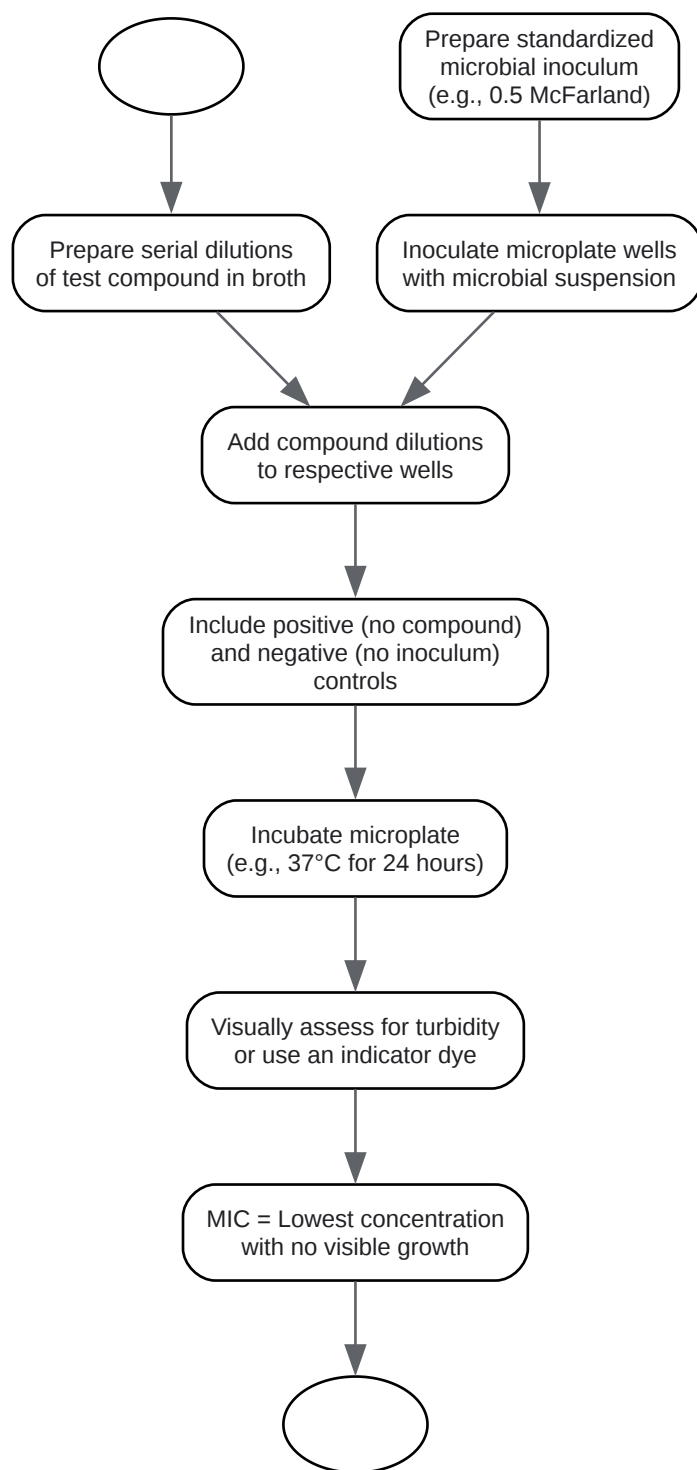 Prepare standardized
microbial inoculum
(e.g., 0.5 McFarland)
Prepare serial dilutions
of test compound in broth
Inoculate microplate wells
with microbial suspension
Add compound dilutions
to respective wells
Include positive (no compound)
and negative (no inoculum)
controls
Incubate microplate
(e.g., 37°C for 24 hours)
Visually assess for turbidity
or use an indicator dye
MIC = Lowest concentration
with no visible growth